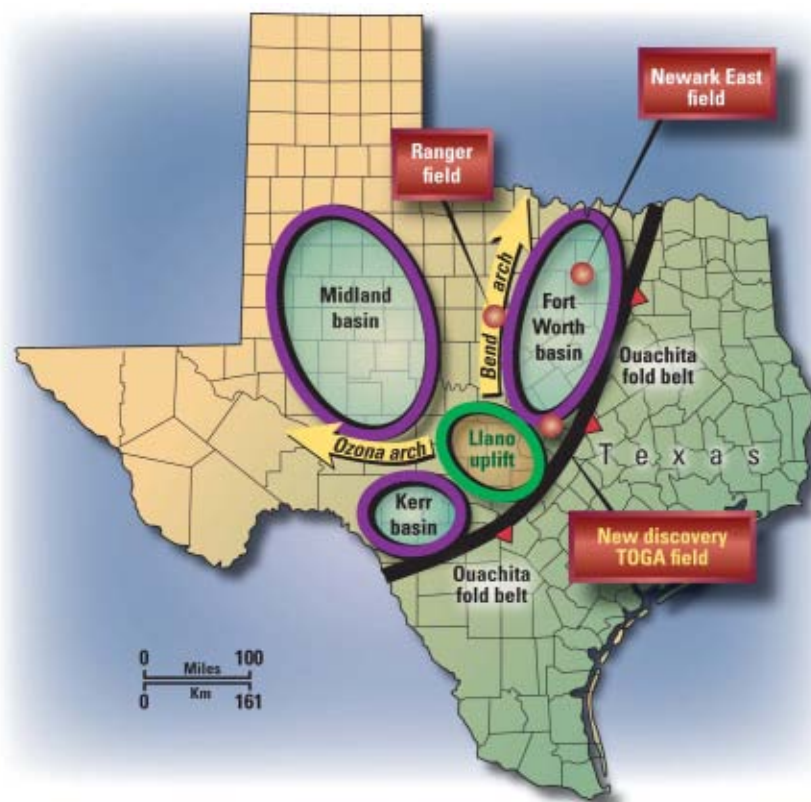 Newark East
field
Ranger
field
Midland
basin
Bend arch
Fort
Worth
basin
Ouachita
fold belt
Ozona arch
Llano
uplift
Texas
Kerr
basin
New discovery
TOGA field
Ouachita
fold belt
0 100
Miles
Km
0 161